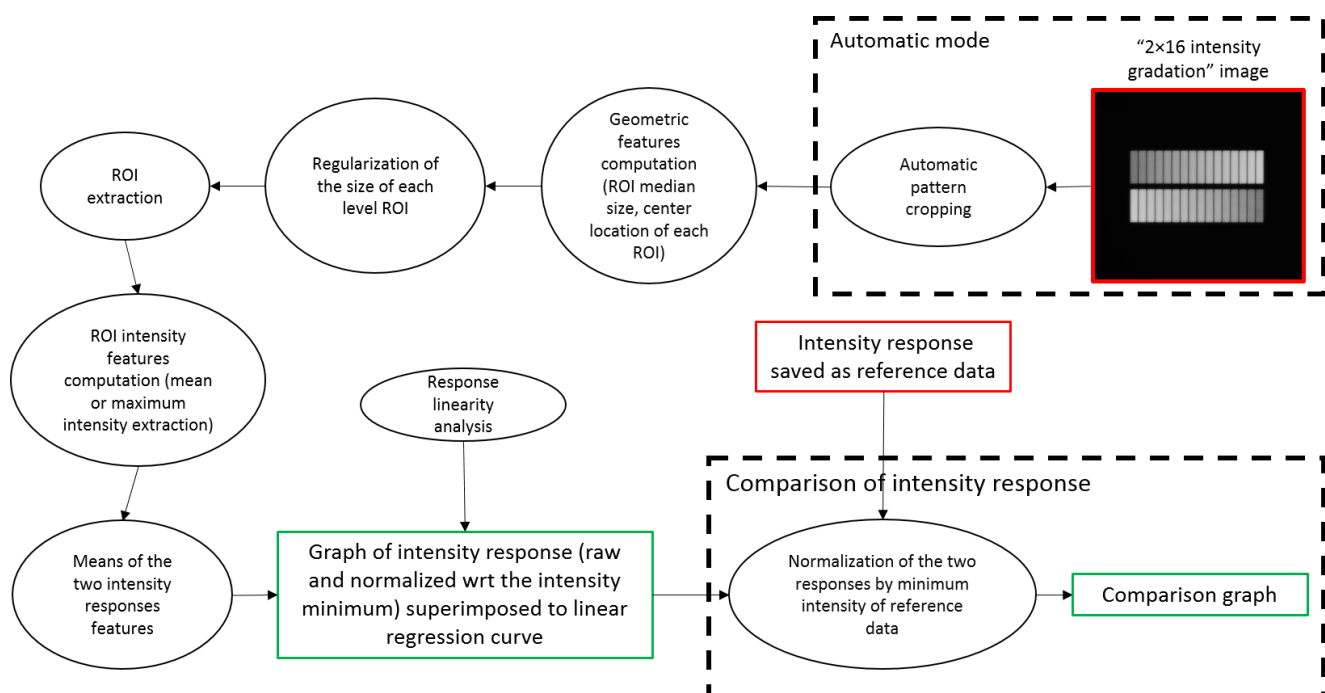 Automatic mode
“2×16 intensity
gradation” image
Automatic
pattern
cropping
Geometric
features
computation
(ROI median
size, center
location of each
ROI)
Regularization of
the size of each
level ROI
ROI
extraction
ROI intensity
features
computation (mean
or maximum
intensity extraction)
Means of the
two intensity
responses
features
Response
linearity
analysis
Graph of intensity response (raw
and normalized wrt the intensity
minimum) superimposed to linear
regression curve
Intensity response
saved as reference data
Comparison of intensity response
Normalization of the two
responses by minimum
intensity of reference
data
Comparison graph